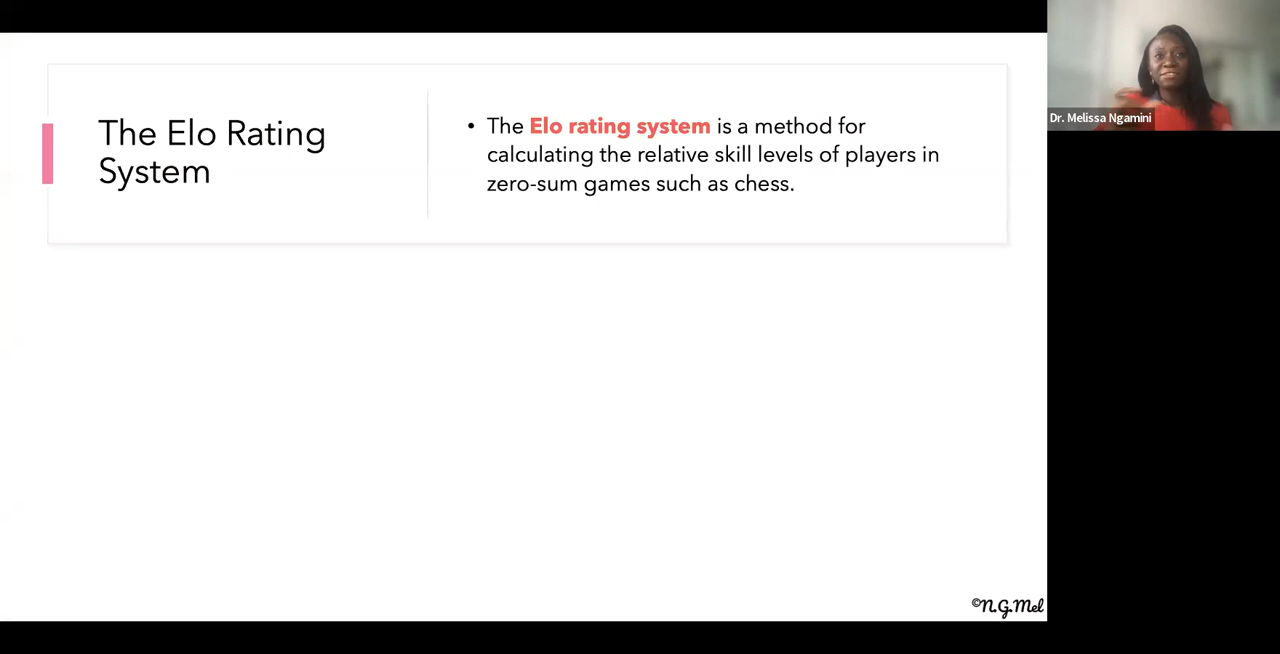 The Elo Rating
System
• The Elo rating system is a method for
calculating the relative skill levels of players in
zero-sum games such as chess.
Dr. Melissa Ngamini
©N.G.Mel